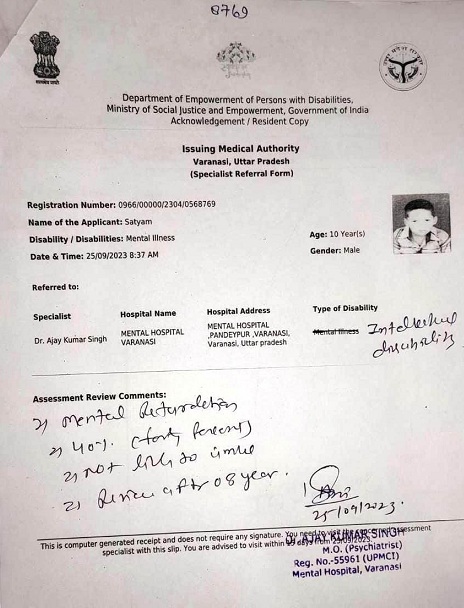 8769
सत्यमेव जयते
Department of Empowerment of Persons with Disabilities,
Ministry of Social Justice and Empowerment, Government of India
Acknowledgement / Resident Copy
Issuing Medical Authority
Varanasi, Uttar Pradesh
(Specialist Referral Form)
Registration Number: 0966/00000/2304/0568769
Name of the Applicant: Satyam
Disability / Disabilities: Mental Illness
Age: 10 Year(s)
Date & Time: 25/09/2023 8:37 AM
Gender: Male
Referred to:
Specialist Hospital Name Hospital Address Type of Disability
Dr. Ajay Kumar Singh MENTAL HOSPITAL VARANASI MENTAL HOSPITAL ,PANDEYPUR ,VARANASI, Varanasi, Uttar pradesh Mental Illness Intellectual disability
Assessment Review Comments:
Mental Retardation
40%. (forty Percent)
not likely to
Review after 08 year.
25/09/2023.
This is computer generated receipt and does not require any signature. You need to visit the concerned assessment
specialist with this slip. You are advised to visit within days from 25/09/2023.
Dr. AJAY KUMAR SINGH
M.O. (Psychiatrist)
Reg. No.-55961 (UPMCI)
Mental Hospital, Varanasi